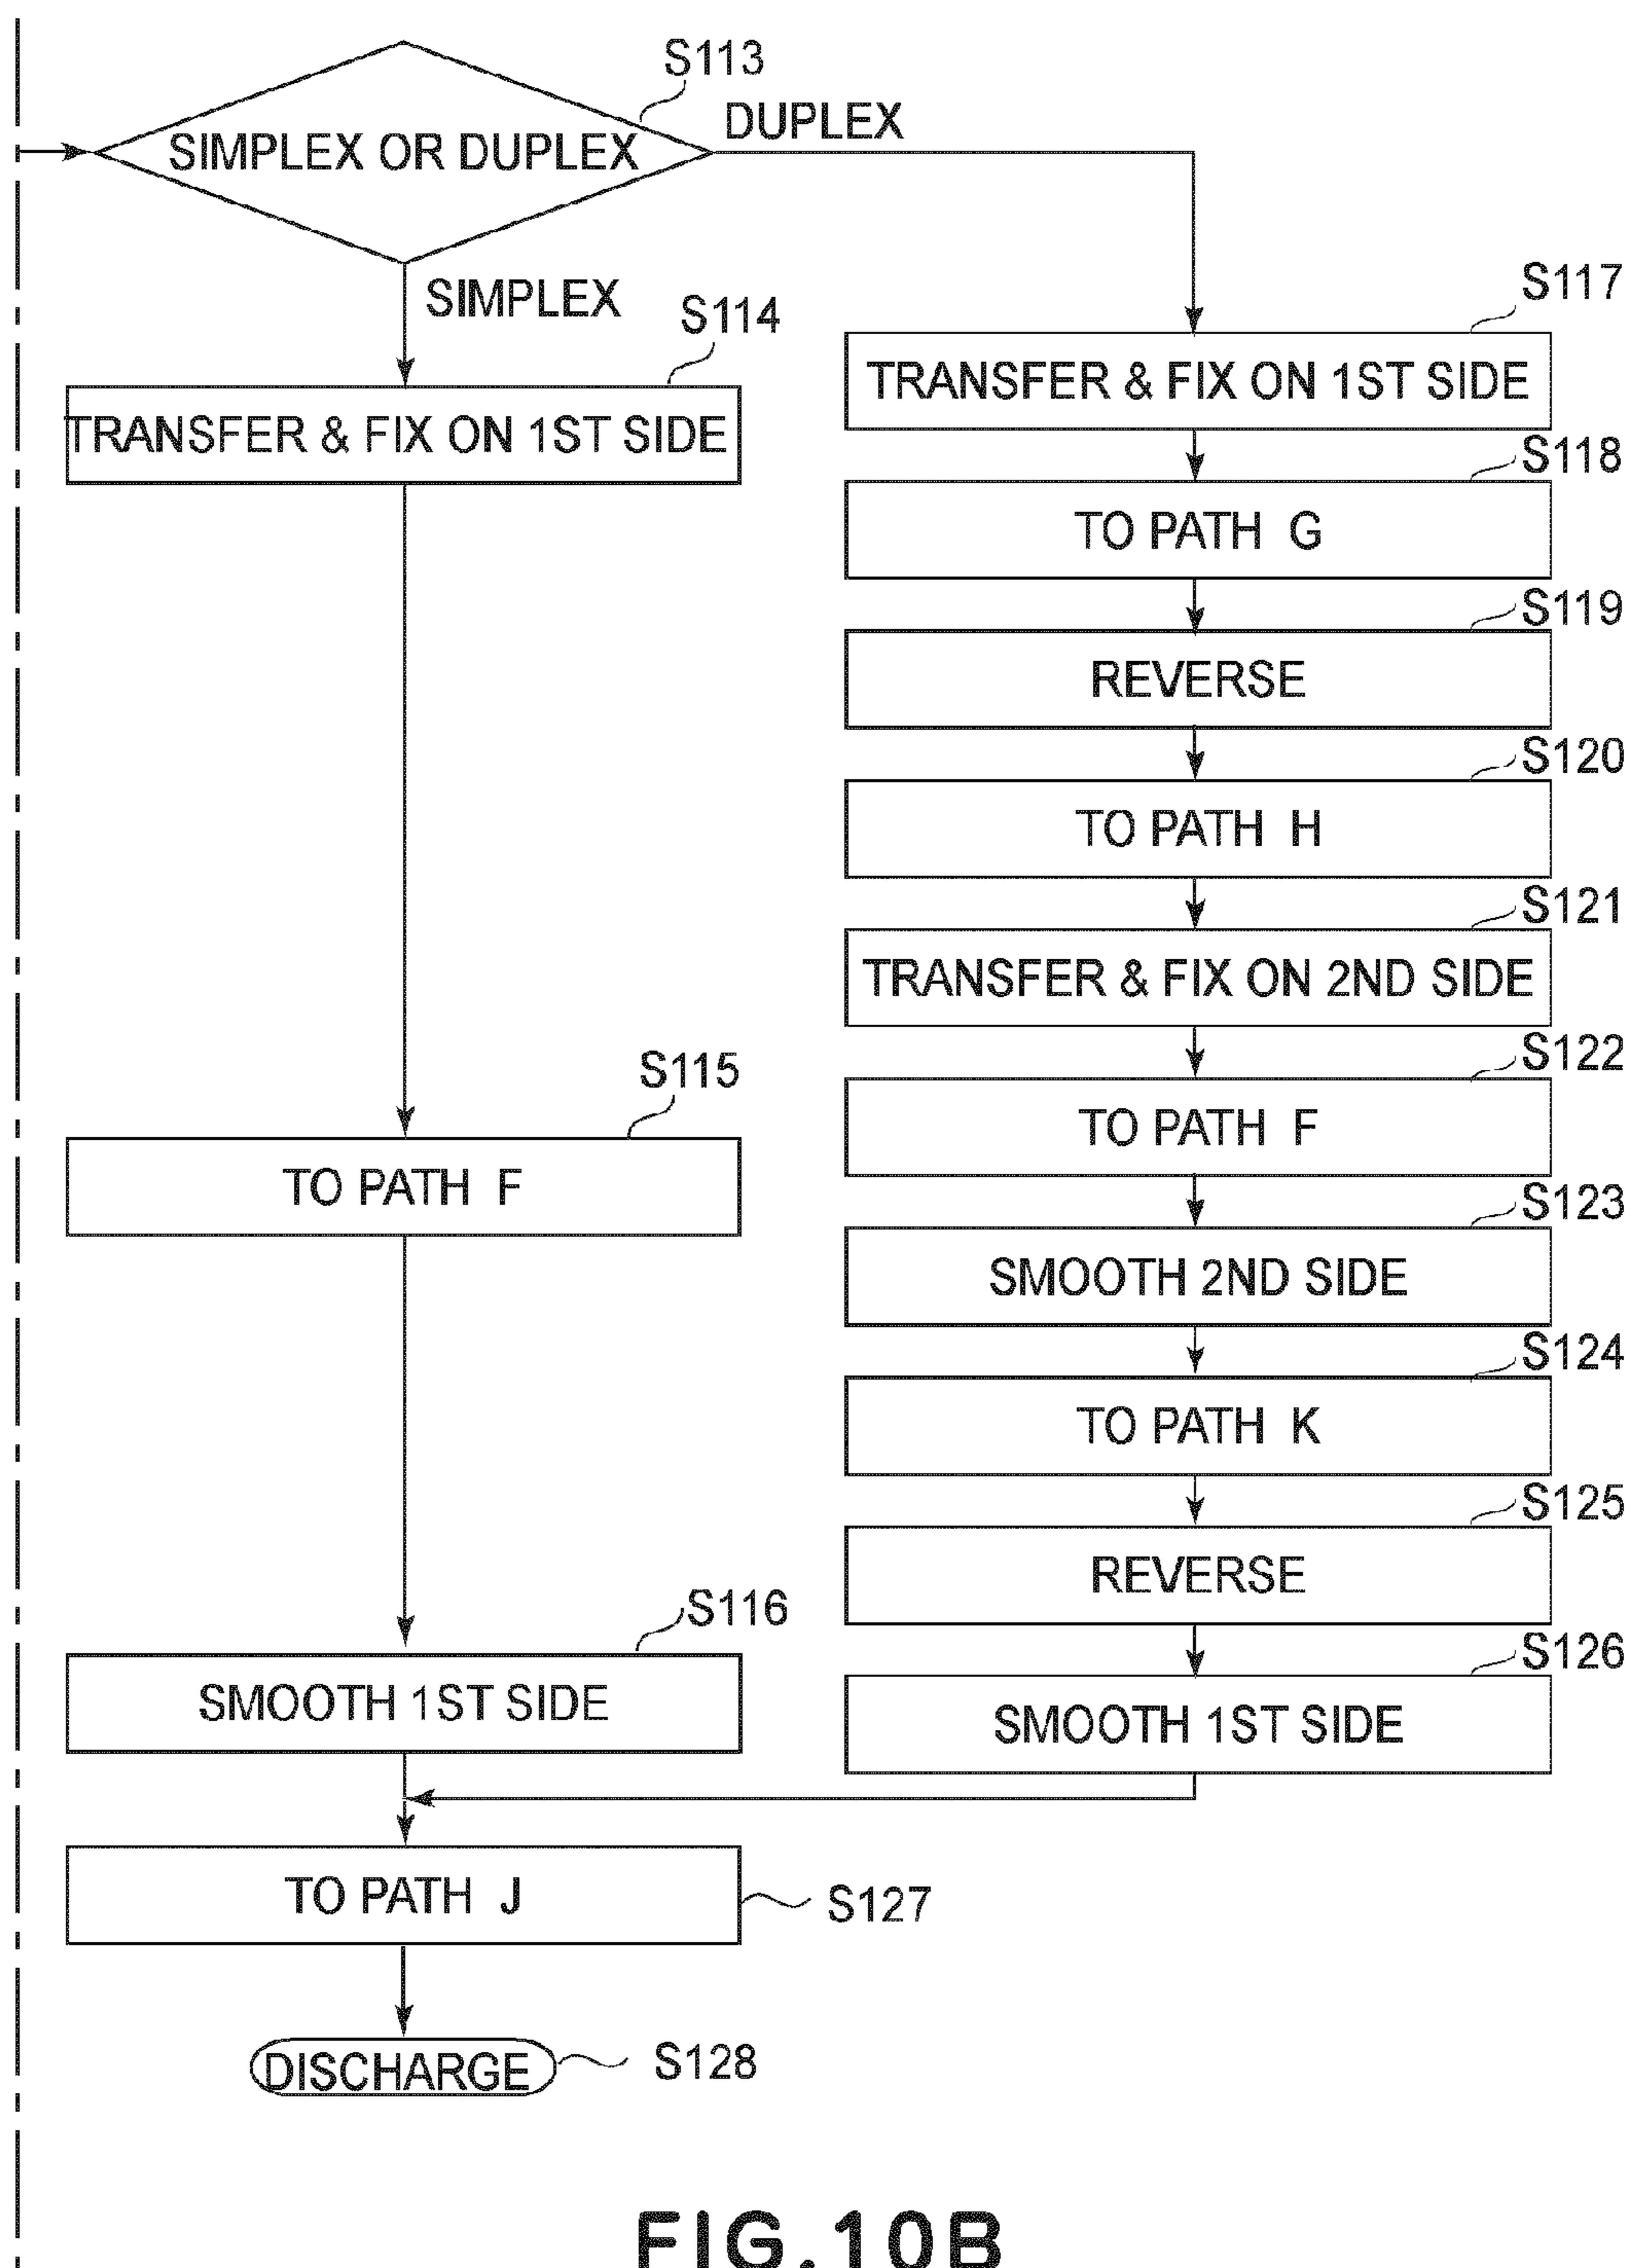 S113
SIMPLEX OR DUPLEX
DUPLEX
SIMPLEX
S114
TRANSFER & FIX ON 1ST SIDE
S115
TO PATH F
S116
SMOOTH 1ST SIDE
S117
TRANSFER & FIX ON 1ST SIDE
S118
TO PATH G
S119
REVERSE
S120
TO PATH H
S121
TRANSFER & FIX ON 2ND SIDE
S122
TO PATH F
S123
SMOOTH 2ND SIDE
S124
TO PATH K
S125
REVERSE
S126
SMOOTH 1ST SIDE
TO PATH J
S127
DISCHARGE
S128
FIG.10B